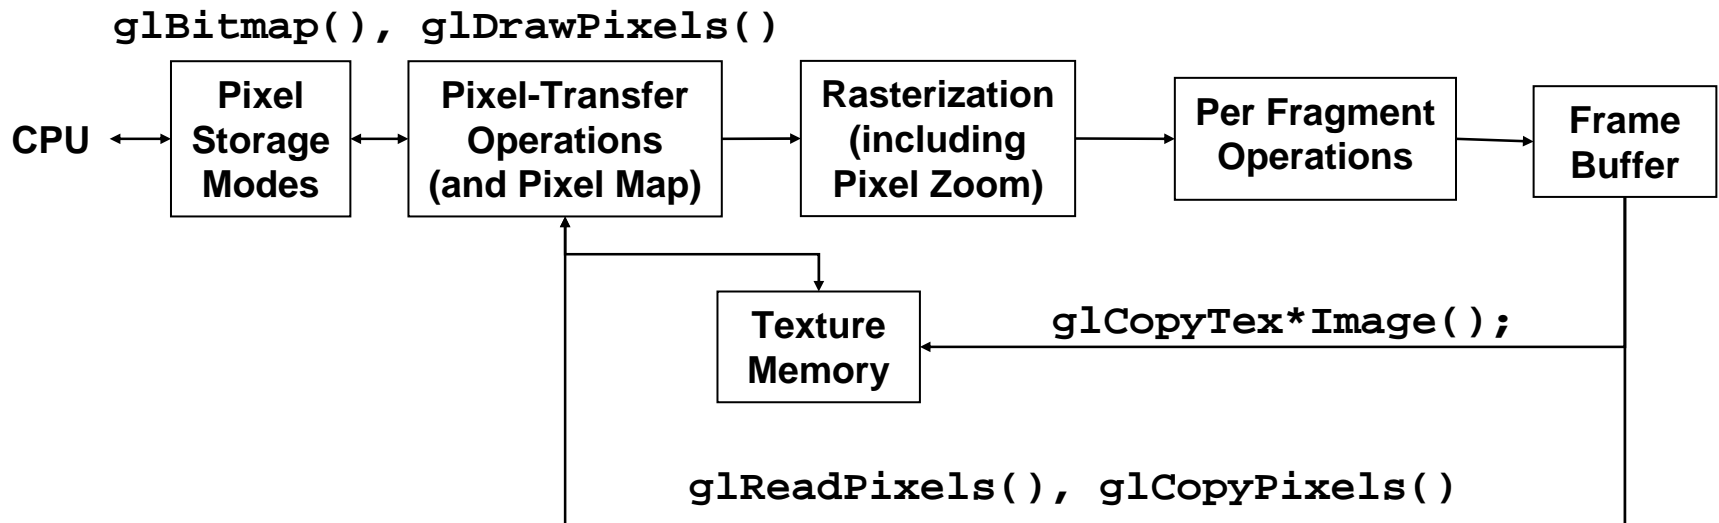 glBitmap(), glDrawPixels()
CPU
Pixel
Storage
Modes
Pixel-Transfer
Operations
(and Pixel Map)
Rasterization
(including
Pixel Zoom)
Per Fragment
Operations
Frame
Buffer
Texture
Memory
glCopyTex*Image();
glReadPixels(), glCopyPixels()